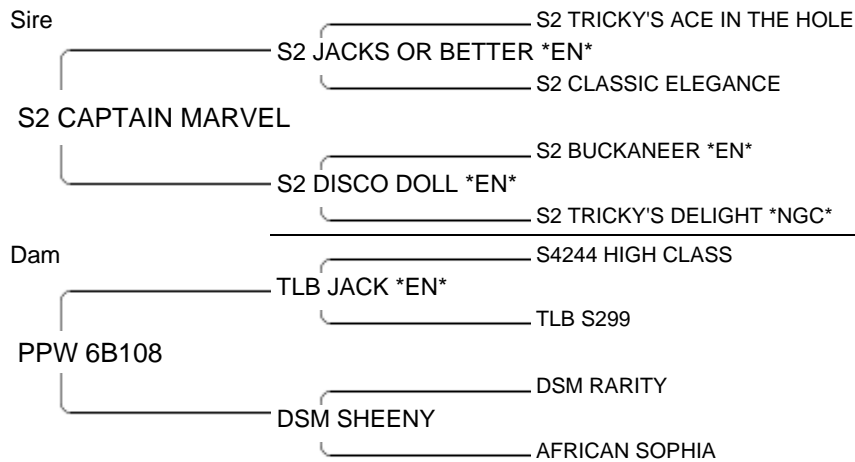 Sire
S2 TRICKY'S ACE IN THE HOLE
S2 JACKS OR BETTER *EN*
S2 CLASSIC ELEGANCE
S2 CAPTAIN MARVEL
S2 BUCKANEER *EN*
S2 DISCO DOLL *EN*
S2 TRICKY'S DELIGHT *NGC*
Dam
S4244 HIGH CLASS
TLB JACK *EN*
TLB S299
PPW 6B108
DSM RARITY
DSM SHEENY
AFRICAN SOPHIA